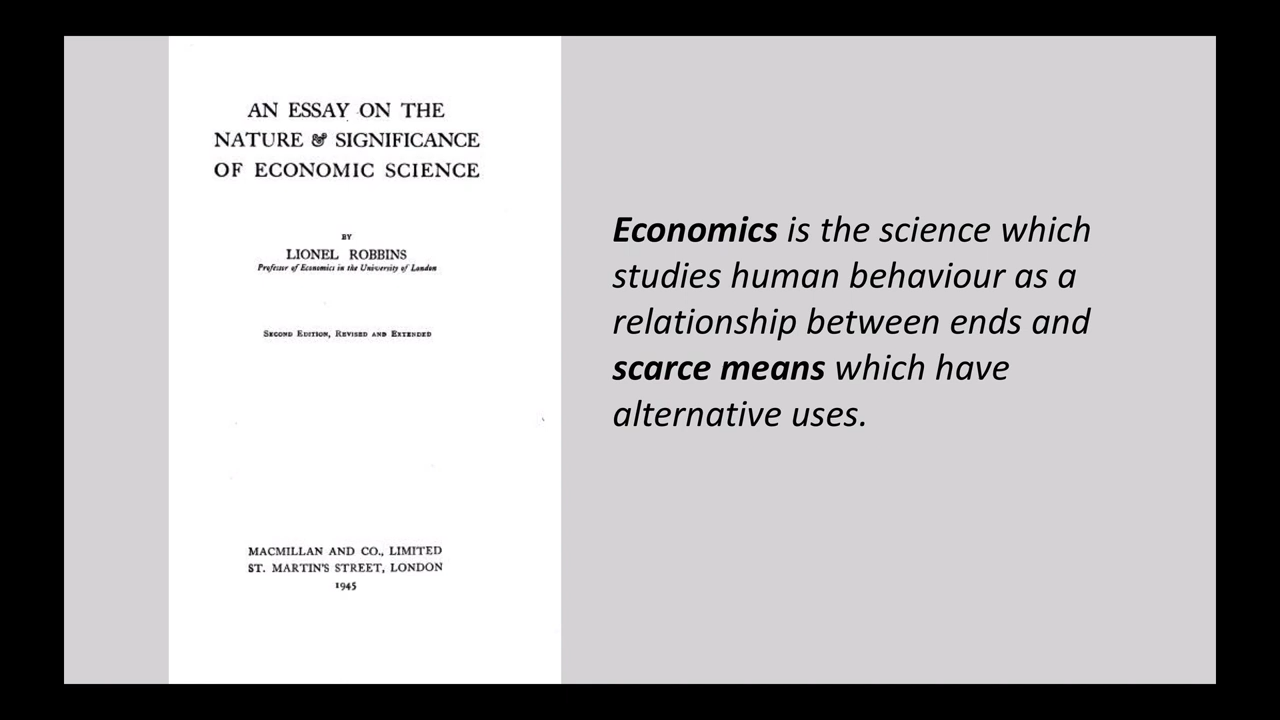 AN ESSAY ON THE
NATURE & SIGNIFICANCE
OF ECONOMIC SCIENCE
BY
LIONEL ROBBINS
Professor of Economics in the University of London
SECOND EDITION, REVISED AND EXTENDED
MACMILLAN AND CO., LIMITED
ST. MARTIN'S STREET, LONDON
1945
Economics is the science which
studies human behaviour as a
relationship between ends and
scarce means which have
alternative uses.